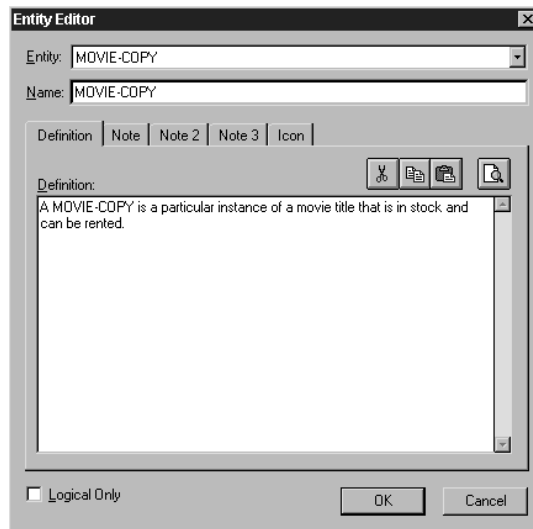 Entity Editor
Entity: MOVIE-COPY
Name: MOVIE-COPY
Definition Note Note 2 Note 3 Icon
Definition:
A MOVIE-COPY is a particular instance of a movie title that is in stock and
can be rented.
Logical Only OK Cancel